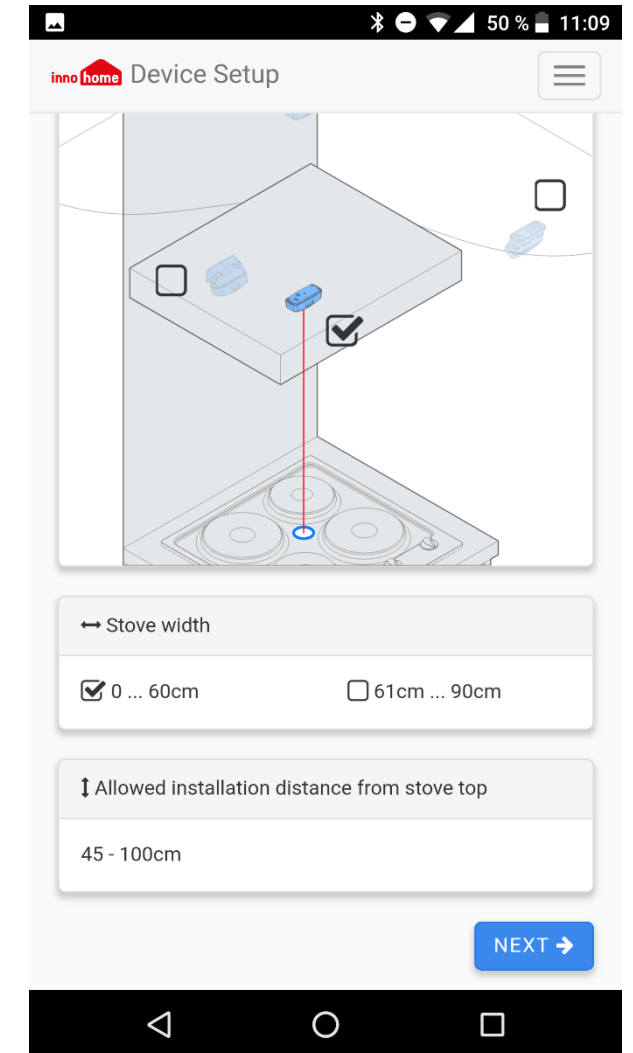 50 % 11:09
inno home Device Setup
Stove width
0 ... 60cm
61cm ... 90cm
Allowed installation distance from stove top
45 - 100cm
NEXT